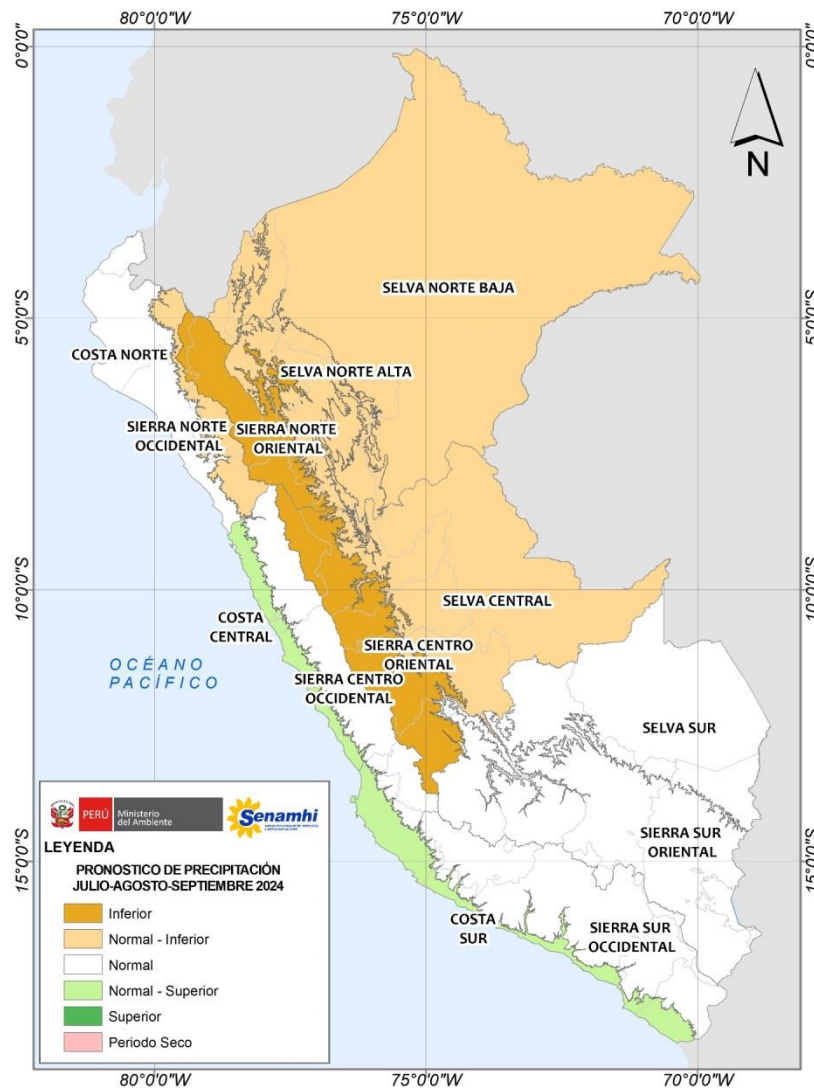 80°0'0"W
75°0'0"W
70°0'0"W
0°0'0"
0°0'0"
N
SELVA NORTE BAJA
5°0'0"S
5°0'0"S
COSTA NORTE
SELVA NORTE ALTA
SIERRA NORTE
OCCIDENTAL
SIERRA NORTE
ORIENTAL
10°0'0"S
10°0'0"S
SELVA CENTRAL
COSTA
CENTRAL
SIERRA CENTRO
ORIENTAL
OCÉANO
PACÍFICO
SIERRA CENTRO
OCCIDENTAL
SELVA SUR
SIERRA SUR
ORIENTAL
15°0'0"S
15°0'0"S
COSTA
SUR
SIERRA SUR
OCCIDENTAL
PERÚ
Ministerio
del Ambiente
Senamhi
LEYENDA
PRONOSTICO DE PRECIPITACIÓN
JULIO-AGOSTO-SEPTIEMBRE 2024
Inferior
Normal - Inferior
Normal
Normal - Superior
Superior
Periodo Seco
80°0'0"W
75°0'0"W
70°0'0"W